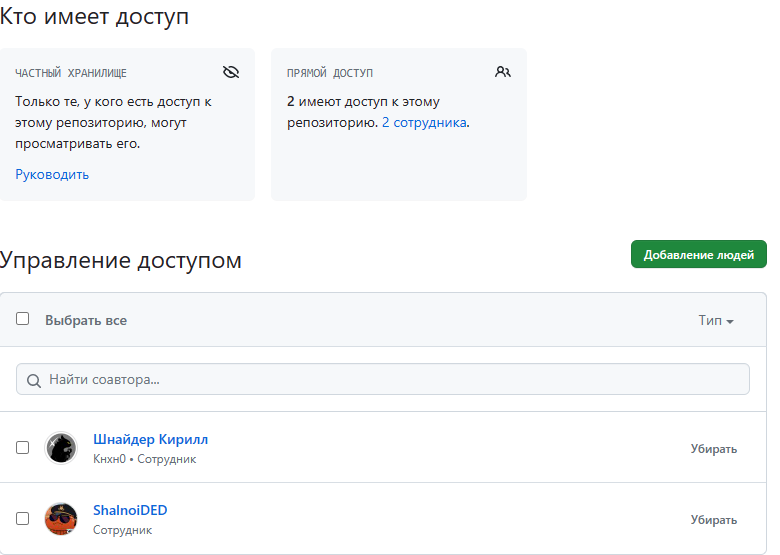 Кто имеет доступ
ЧАСТНЫЙ ХРАНИЛИЩЕ
Только те, у кого есть доступ к
этому репозиторию, могут
просматривать его.
Руководить
ПРЯМОЙ ДОСТУП
2 имеют доступ к этому
репозиторию. 2 сотрудника.
Управление доступом
Добавление людей
Выбрать все
Тип
Найти соавтора...
Шнайдер Кирилл
Кнхн0 • Сотрудник
Убирать
ShalnoiDED
Сотрудник
Убирать